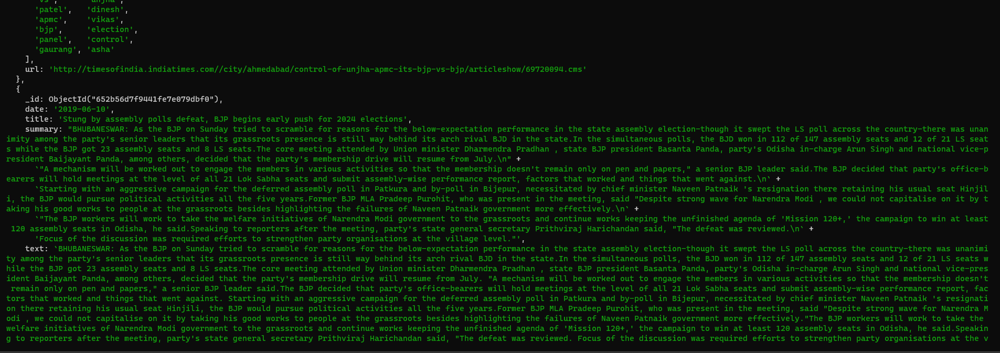 'vs', 'unjha',
'patel', 'dinesh',
'apmc', 'vikas',
'bjp', 'election',
'panel', 'control',
'gaurang', 'asha'
],
url: 'http://timesofindia.indiatimes.com//city/ahmedabad/control-of-unjha-apmc-its-bjp-vs-bjp/articleshow/69720094.cms'
},
{
_id: ObjectId("652b56d7f9441fe7e079dbf0"),
date: '2019-06-10',
title: 'Stung by assembly polls defeat, BJP begins early push for 2024 elections',
summary: "BHUBANESWAR: As the BJP on Sunday tried to scramble for reasons for the below-expectation performance in the state assembly election-though it swept the LS poll across the country-there was unan
imity among the party's senior leaders that its grassroots presence is still way behind its arch rival BJD in the state.In the simultaneous polls, the BJD won in 112 of 147 assembly seats and 12 of 21 LS seat
s while the BJP got 23 assembly seats and 8 LS seats.The core meeting attended by Union minister Dharmendra Pradhan , state BJP president Basanta Panda, party's Odisha in-charge Arun Singh and national vice-p
resident Baijayant Panda, among others, decided that the party's membership drive will resume from July.\n" +
`"A mechanism will be worked out to engage the members in various activities so that the membership doesn't remain only on pen and papers," a senior BJP leader said.The BJP decided that party's office-b
earers will hold meetings at the level of all 21 Lok Sabha seats and submit assembly-wise performance report, factors that worked and things that went against.\n` +
`Starting with an aggressive campaign for the deferred assembly poll in Patkura and by-poll in Bijepur, necessitated by chief minister Naveen Patnaik 's resignation there retaining his usual seat Hinjil
i, the BJP would pursue political activities all the five years.Former BJP MLA Pradeep Purohit, who was present in the meeting, said "Despite strong wave for Narendra Modi , we could not capitalise on it by t
aking his good works to people at the grassroots besides highlighting the failures of Naveen Patnaik government more effectively.\n` +
`"The BJP workers will work to take the welfare initiatives of Narendra Modi government to the grassroots and continue works keeping the unfinished agenda of 'Mission 120+,' the campaign to win at least
120 assembly seats in Odisha, he said.Speaking to reporters after the meeting, party's state general secretary Prithviraj Harichandan said, "The defeat was reviewed.\n` +
'Focus of the discussion was required efforts to strengthen party organisations at the village level."',
text: `BHUBANESWAR: As the BJP on Sunday tried to scramble for reasons for the below-expectation performance in the state assembly election-though it swept the LS poll across the country-there was unanimi
ty among the party's senior leaders that its grassroots presence is still way behind its arch rival BJD in the state.In the simultaneous polls, the BJD won in 112 of 147 assembly seats and 12 of 21 LS seats w
hile the BJP got 23 assembly seats and 8 LS seats.The core meeting attended by Union minister Dharmendra Pradhan , state BJP president Basanta Panda, party's Odisha in-charge Arun Singh and national vice-pres
ident Baijayant Panda, among others, decided that the party's membership drive will resume from July. "A mechanism will be worked out to engage the members in various activities so that the membership doesn't
remain only on pen and papers," a senior BJP leader said.The BJP decided that party's office-bearers will hold meetings at the level of all 21 Lok Sabha seats and submit assembly-wise performance report, fac
tors that worked and things that went against. Starting with an aggressive campaign for the deferred assembly poll in Patkura and by-poll in Bijepur, necessitated by chief minister Naveen Patnaik 's resignati
on there retaining his usual seat Hinjili, the BJP would pursue political activities all the five years.Former BJP MLA Pradeep Purohit, who was present in the meeting, said "Despite strong wave for Narendra M
odi , we could not capitalise on it by taking his good works to people at the grassroots besides highlighting the failures of Naveen Patnaik government more effectively."The BJP workers will work to take the
welfare initiatives of Narendra Modi government to the grassroots and continue works keeping the unfinished agenda of 'Mission 120+,' the campaign to win at least 120 assembly seats in Odisha, he said.Speakin
g to reporters after the meeting, party's state general secretary Prithviraj Harichandan said, "The defeat was reviewed. Focus of the discussion was required efforts to strengthen party organisations at the v